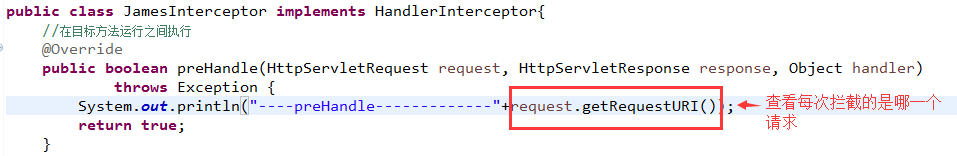 public class JamesInterceptor implements HandlerInterceptor{
//在目标方法运行之间执行
@Override
public boolean preHandle(HttpServletRequest request, HttpServletResponse response, Object handler)
throws Exception {
System.out.println("----preHandle-------------"+request.getRequestURI());
查看每次拦截的是哪一个
请求
return true;
}